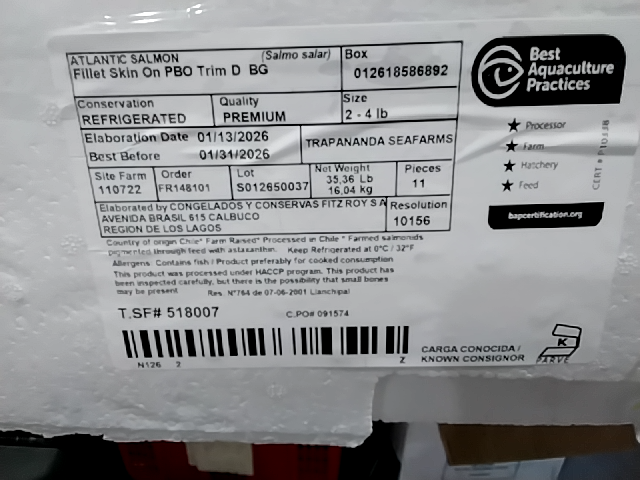 ATLANTIC SALMON (Salmo salar)
Fillet Skin On PBO Trim D BG
Box
012618586892
Conservation
REFRIGERATED
Quality
PREMIUM
Size
2 - 4 lb
Elaboration Date 01/13/2026
Best Before 01/31/2026
TRAPANANDA SEAFARMS
Site Farm
110722
Order
FR148101
Lot
S012650037
Net Weight
35,36 Lb
16,04 kg
Pieces
11
Elaborated by CONGELADOS Y CONSERVAS FITZ ROY S A
AVENIDA BRASIL 615 CALBUCO
REGION DE LOS LAGOS
Resolution
10156
Country of origin Chile* Farm Raised* Processed in Chile * Farmed salmonids
pigmented through feed with astaxanthin. Keep Refrigerated at 0°C / 32°F
Allergens: Contains fish / Product preferably for cooked consumption
This product was processed under HACCP program. This product has
been inspected carefully, but there is the possibility that small bones
may be present. Res. N°764 de 07-06-2001 Llanchipal
T.SF# 518007
C.PO# 091574
N126 2 Z
CARGA CONOCIDA /
KNOWN CONSIGNOR
K
PARVE
Best
Aquaculture
Practices
Processor
Farm
Hatchery
Feed
bapcertification.org